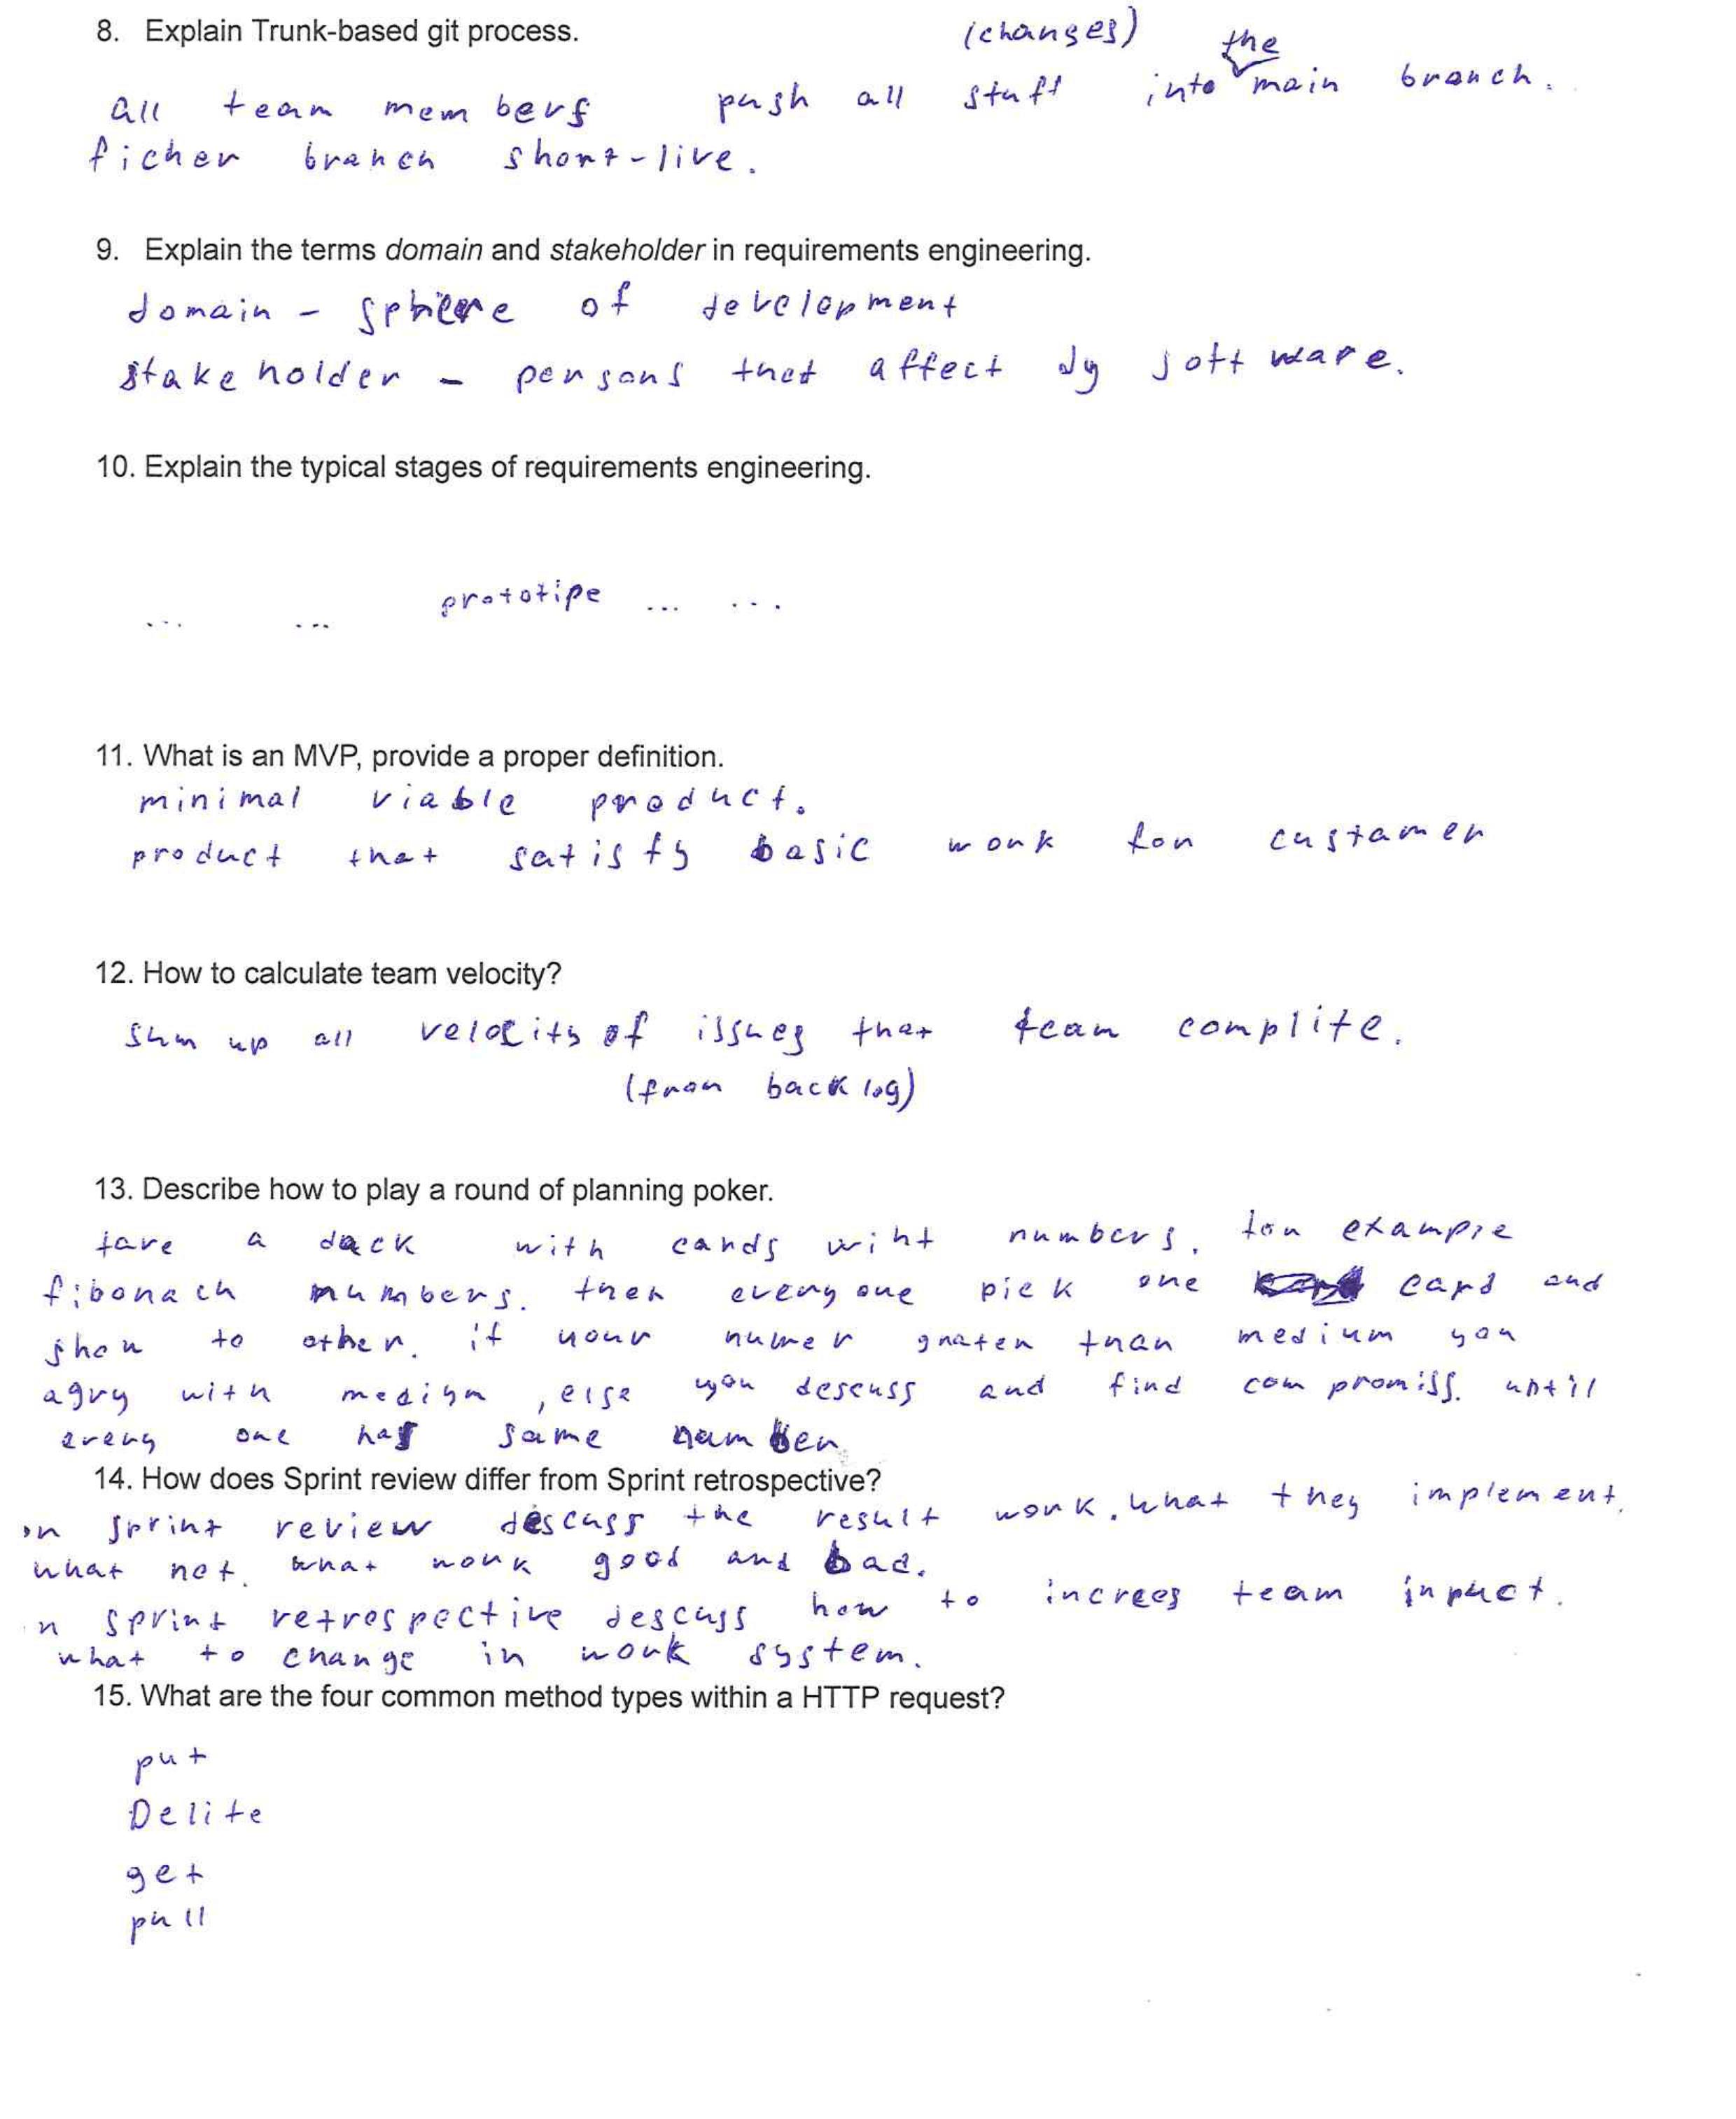 8. Explain Trunk-based git process.
(changes) the
all team members push all stuff into main branch.
ficher branch short-live.
9. Explain the terms domain and stakeholder in requirements engineering.
domain - sphere of development
stakeholder - persons that affect by software.
10. Explain the typical stages of requirements engineering.
... ... prototipe ... ...
11. What is an MVP, provide a proper definition.
minimal viable product.
product that satisfy basic work for custamer
12. How to calculate team velocity?
sum up all velocity of issues that team complite.
(from backlog)
13. Describe how to play a round of planning poker.
take a deck with cards wiht numbers. for example
fibonach numbers. then everyone pick one card and
show to other. if your numer graten than medium you
agry with medium, else you descuss and find compromiss. until
every one has same number
14. How does Sprint review differ from Sprint retrospective?
in sprint review descuss the result work. what they implement.
what not. what work good and bad.
in sprint retrospective descuss how to increes team inpact.
what to change in work system.
15. What are the four common method types within a HTTP request?
put
Delite
get
pull